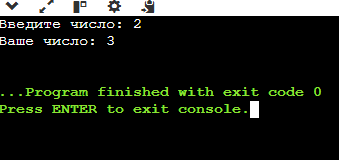 Введите число: 2
Ваше число: 3
...Program finished with exit code 0
Press ENTER to exit console.